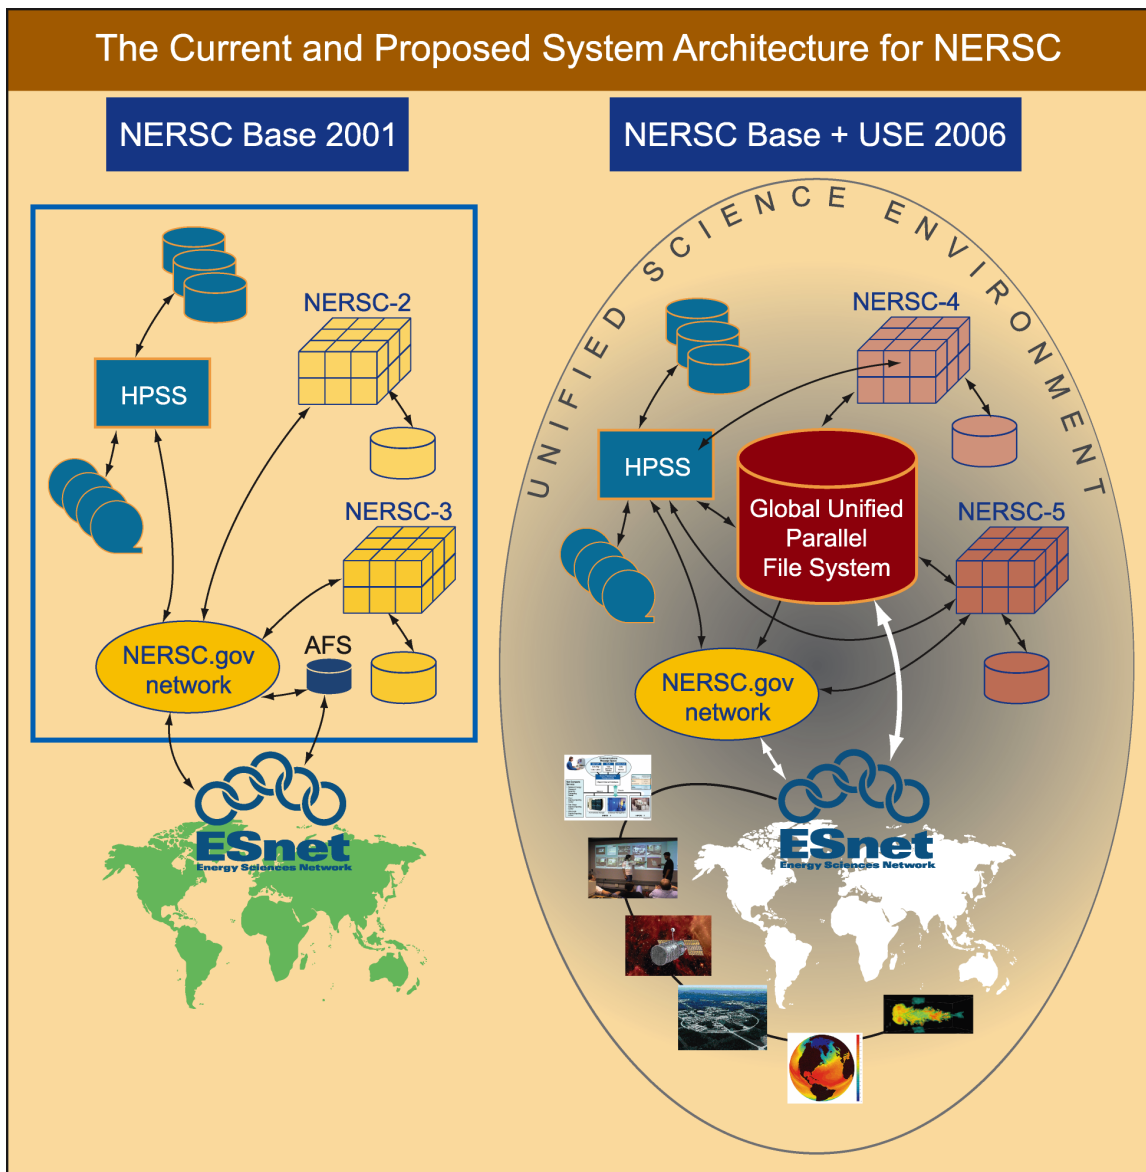 The Current and Proposed System Architecture for NERSC
NERSC Base 2001
NERSC-2
HPSS
NERSC-3
AFS
NERSC.gov
network
ESnet
Energy Sciences Network
NERSC Base + USE 2006
UNIFIED SCIENCE ENVIRONMENT
NERSC-4
HPSS
Global Unified
Parallel
File System
NERSC-5
NERSC.gov
network
ESnet
Energy Sciences Network